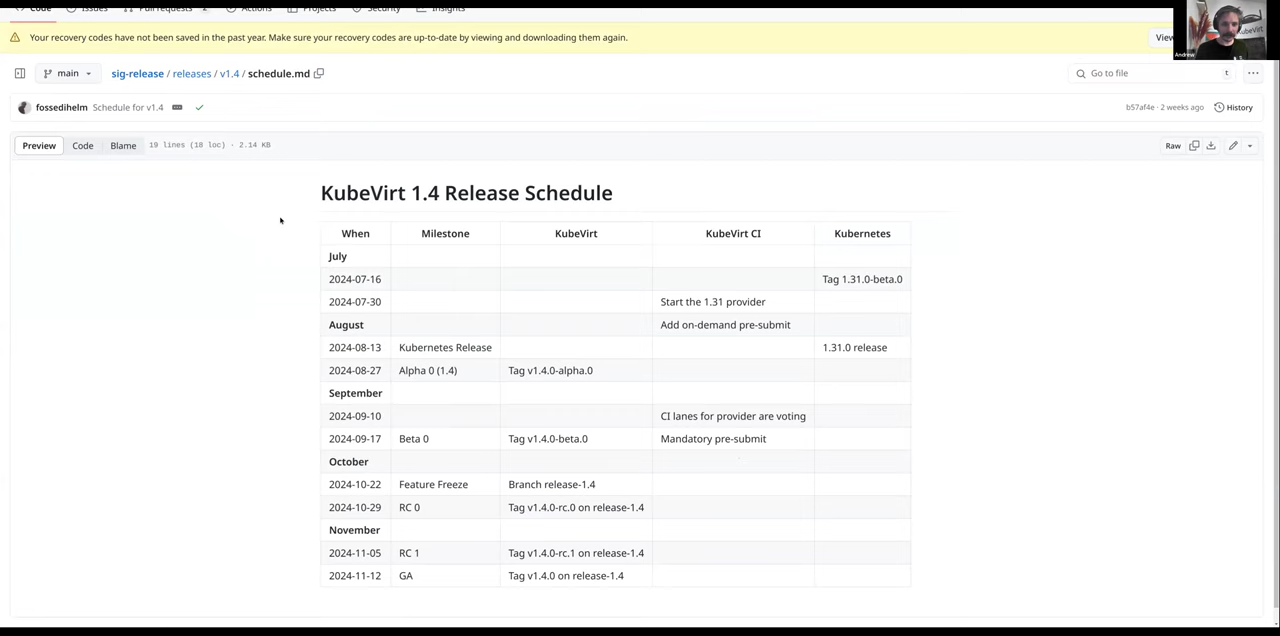 Code Issues Pull requests 2 Actions Projects Security Insights
Your recovery codes have not been saved in the past year. Make sure your recovery codes are up-to-date by viewing and downloading them again.
main sig-release / releases / v1.4 / schedule.md Go to file t
fossedihelm Schedule for v1.4 b57af4e · 2 weeks ago History
Preview Code Blame 19 lines (18 loc) · 2.14 KB Raw
KubeVirt 1.4 Release Schedule
When Milestone KubeVirt KubeVirt CI Kubernetes
July
2024-07-16 Tag 1.31.0-beta.0
2024-07-30 Start the 1.31 provider
August Add on-demand pre-submit
2024-08-13 Kubernetes Release 1.31.0 release
2024-08-27 Alpha 0 (1.4) Tag v1.4.0-alpha.0
September
2024-09-10 CI lanes for provider are voting
2024-09-17 Beta 0 Tag v1.4.0-beta.0 Mandatory pre-submit
October
2024-10-22 Feature Freeze Branch release-1.4
2024-10-29 RC 0 Tag v1.4.0-rc.0 on release-1.4
November
2024-11-05 RC 1 Tag v1.4.0-rc.1 on release-1.4
2024-11-12 GA Tag v1.4.0 on release-1.4